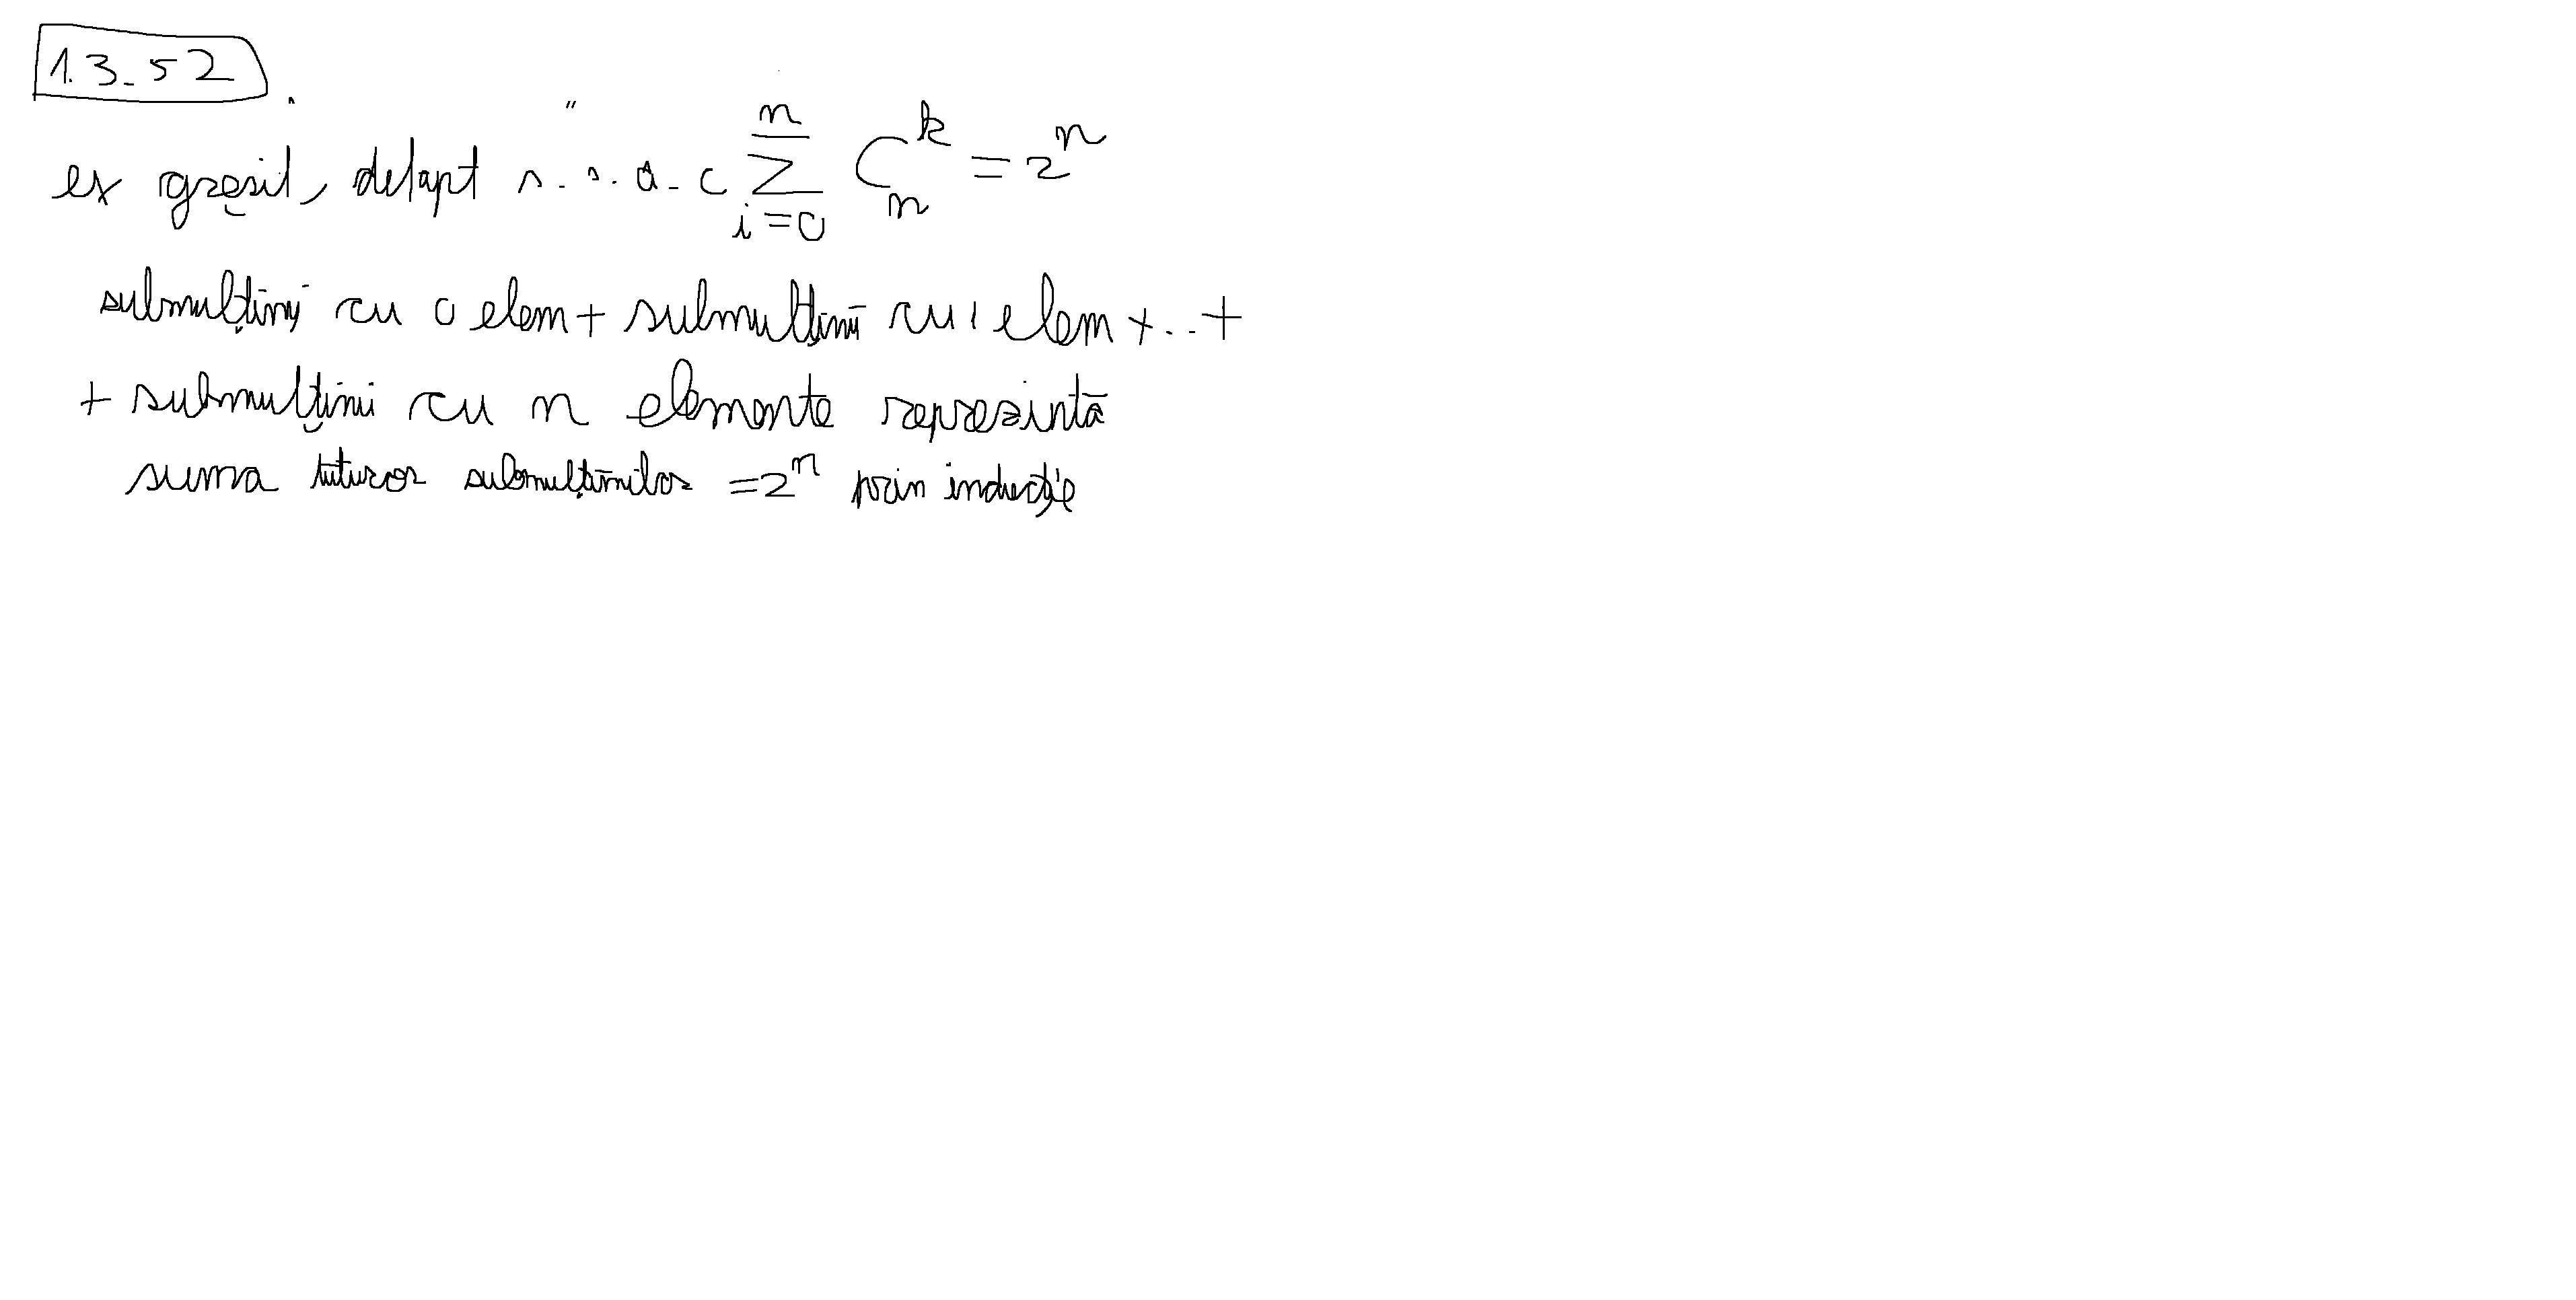 1.3.52
ex greșit, defapt s.s.a.c \sum_{i=0}^{n} C_n^k = 2^n
submulțimi cu 0 elem + submulțimi cu 1 elem + ... +
+ submulțimi cu n elemente reprezintă
suma tuturor submulțimilor = 2^n prin inducție